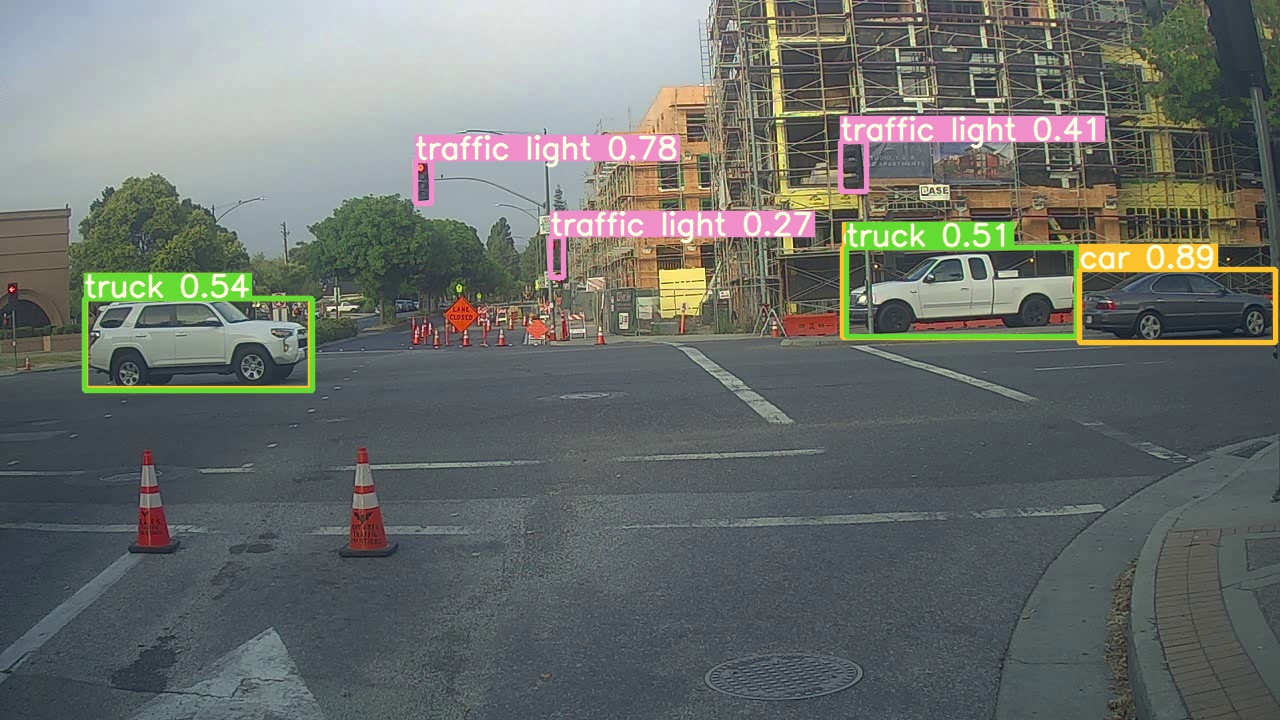 traffic light 0.41
traffic light 0.78
BASE
traffic light 0.27
truck 0.51
car 0.89
truck 0.54
LANE
CLOSED